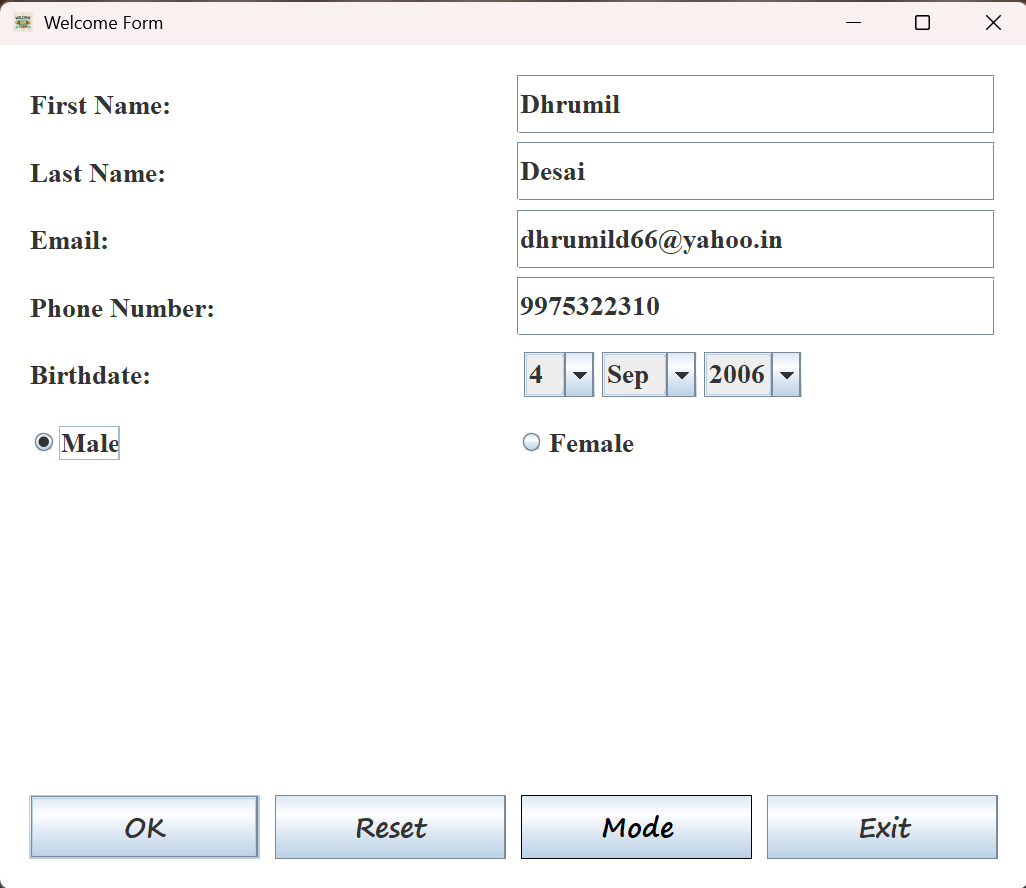 Welcome Form
First Name: Dhrumil
Last Name: Desai
Email: dhrumild66@yahoo.in
Phone Number: 9975322310
Birthdate: 4 Sep 2006
Male Female
OK Reset Mode Exit